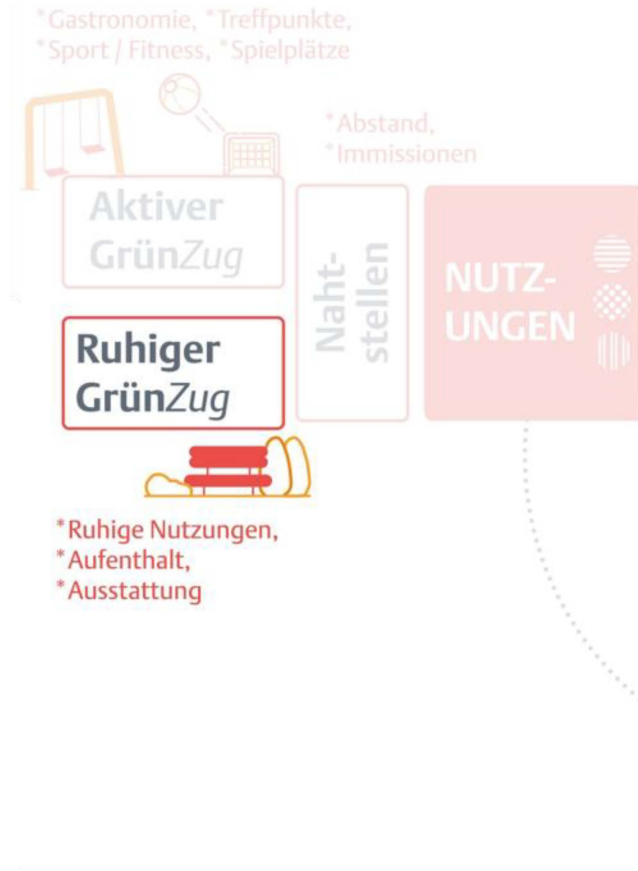 *Gastronomie, *Treffpunkte,
*Sport / Fitness, *Spielplätze
*Abstand,
*Immissionen
Aktiver
GrünZug
Naht-
stellen
NUTZ-
UNGEN
Ruhiger
GrünZug
*Ruhige Nutzungen,
*Aufenthalt,
*Ausstattung